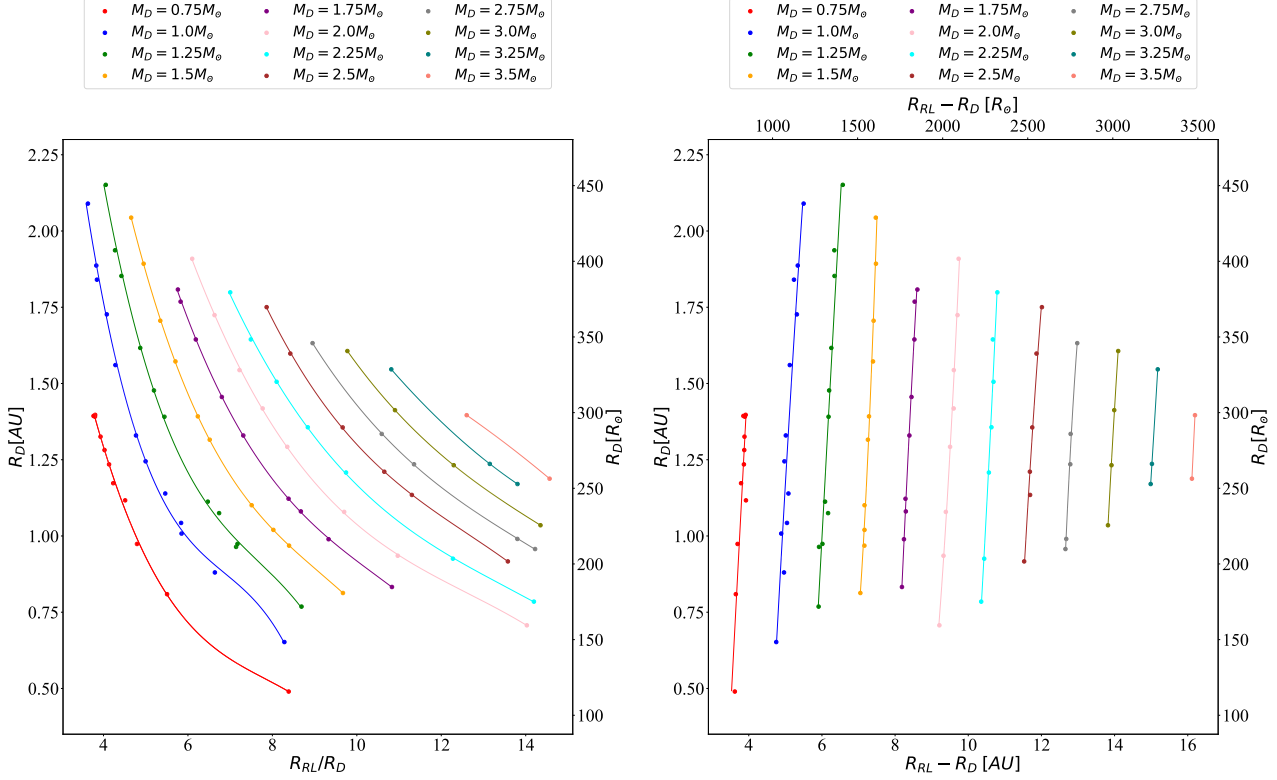 M_D = 0.75M_⊙ M_D = 1.75M_⊙ M_D = 2.75M_⊙
M_D = 1.0M_⊙ M_D = 2.0M_⊙ M_D = 3.0M_⊙
M_D = 1.25M_⊙ M_D = 2.25M_⊙ M_D = 3.25M_⊙
M_D = 1.5M_⊙ M_D = 2.5M_⊙ M_D = 3.5M_⊙
2.25
2.00
1.75
1.50
1.25
1.00
0.75
0.50
R_D[AU]
450
400
350
300
250
200
150
100
R_D[R_⊙]
4 6 8 10 12 14
R_RL/R_D
M_D = 0.75M_⊙ M_D = 1.75M_⊙ M_D = 2.75M_⊙
M_D = 1.0M_⊙ M_D = 2.0M_⊙ M_D = 3.0M_⊙
M_D = 1.25M_⊙ M_D = 2.25M_⊙ M_D = 3.25M_⊙
M_D = 1.5M_⊙ M_D = 2.5M_⊙ M_D = 3.5M_⊙
R_RL − R_D [R_⊙]
1000 1500 2000 2500 3000 3500
2.25
2.00
1.75
1.50
1.25
1.00
0.75
0.50
R_D[AU]
450
400
350
300
250
200
150
100
R_D[R_⊙]
4 6 8 10 12 14 16
R_RL − R_D [AU]